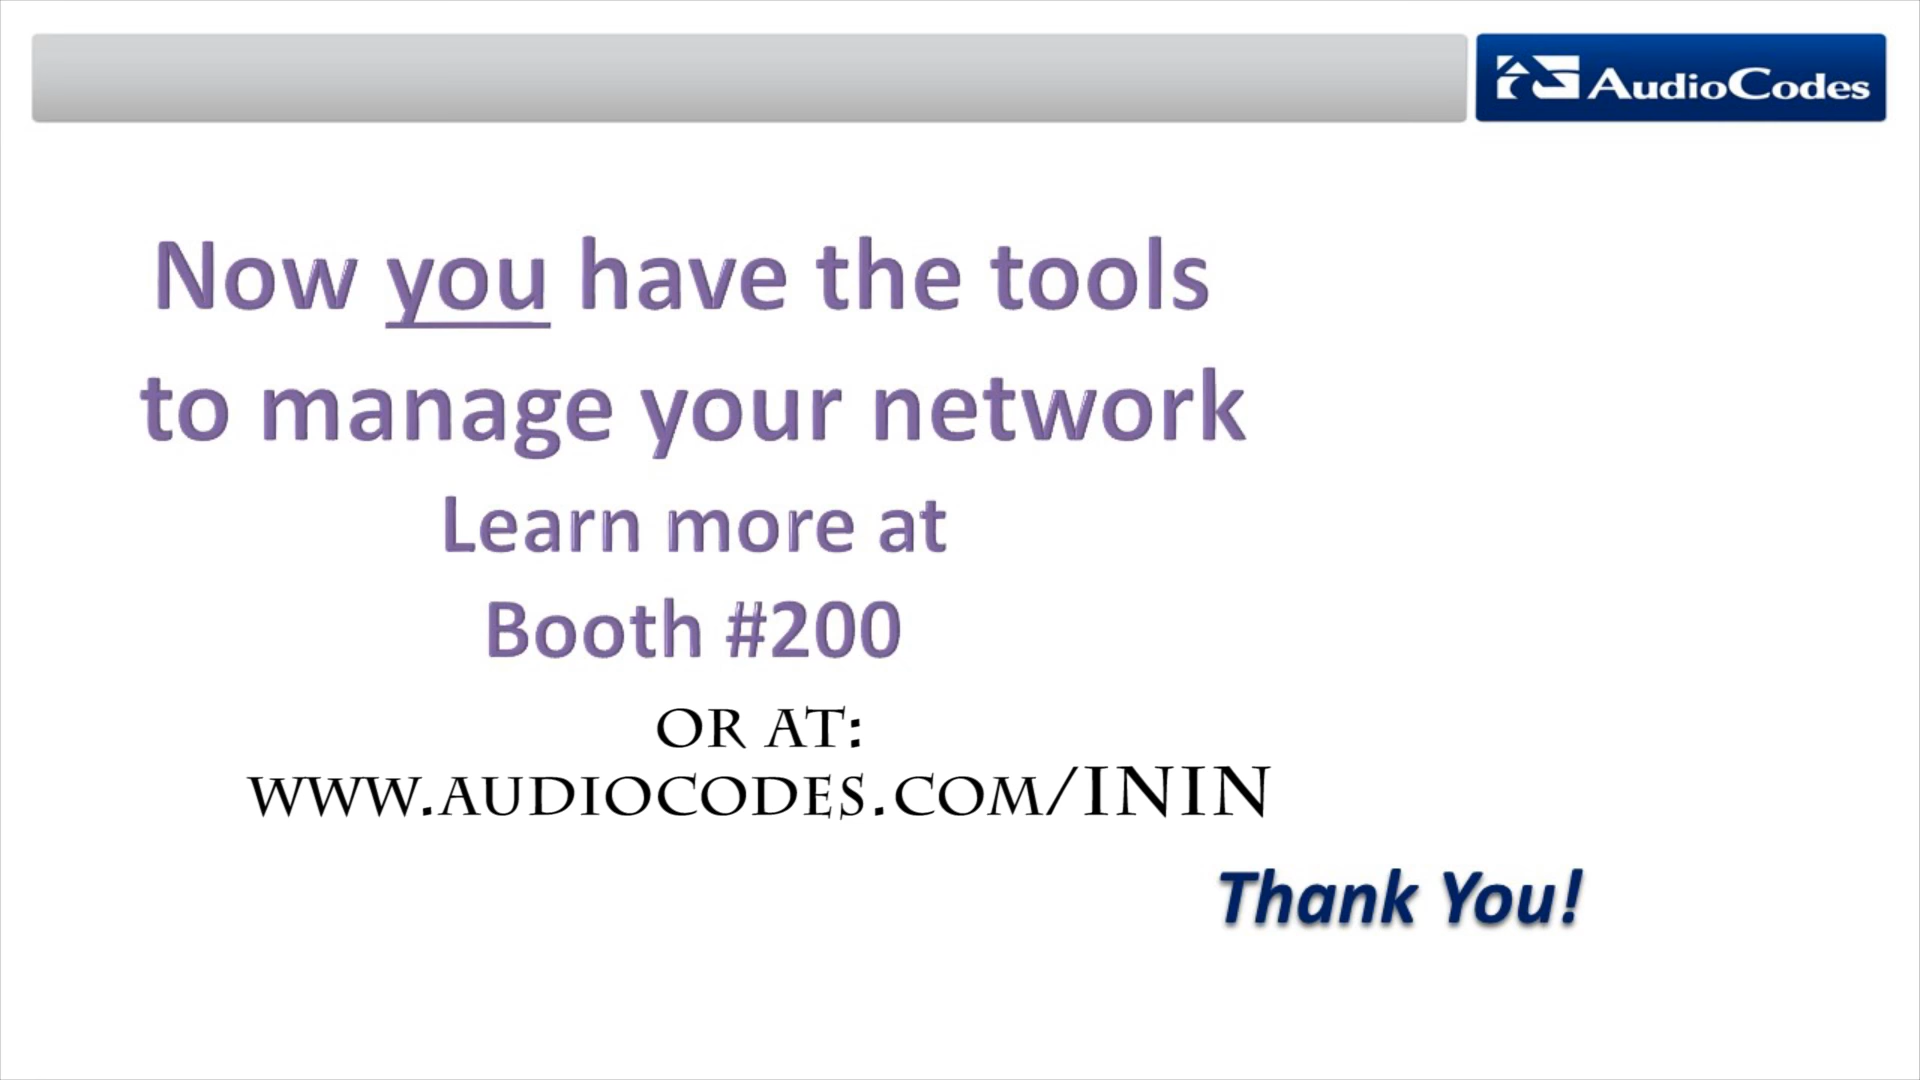 AudioCodes
Now you have the tools
to manage your network
Learn more at
Booth #200
OR AT:
WWW.AUDIOCODES.COM/ININ
Thank You!